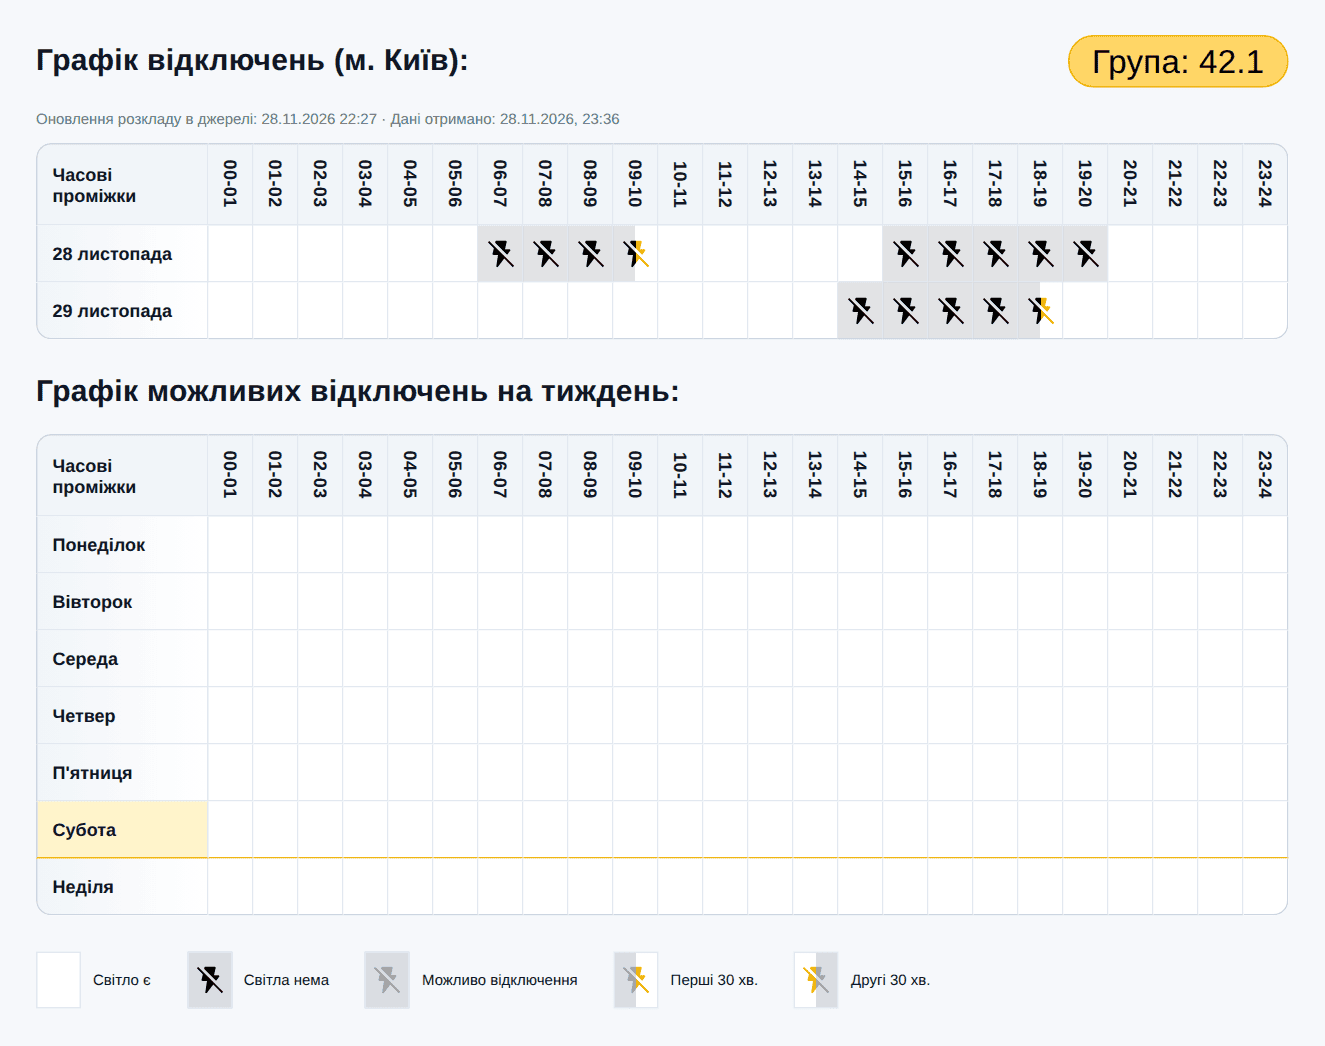 Графік відключень (м. Київ):
Група: 42.1
Оновлення розкладу в джерелі: 28.11.2026 22:27 · Дані отримано: 28.11.2026, 23:36
Часові проміжки 00-01 01-02 02-03 03-04 04-05 05-06 06-07 07-08 08-09 09-10 10-11 11-12 12-13 13-14 14-15 15-16 16-17 17-18 18-19 19-20 20-21 21-22 22-23 23-24
28 листопада
29 листопада
Графік можливих відключень на тиждень:
Часові проміжки 00-01 01-02 02-03 03-04 04-05 05-06 06-07 07-08 08-09 09-10 10-11 11-12 12-13 13-14 14-15 15-16 16-17 17-18 18-19 19-20 20-21 21-22 22-23 23-24
Понеділок
Вівторок
Середа
Четвер
П'ятниця
Субота
Неділя
Світло є Світла нема Можливо відключення Перші 30 хв. Другі 30 хв.